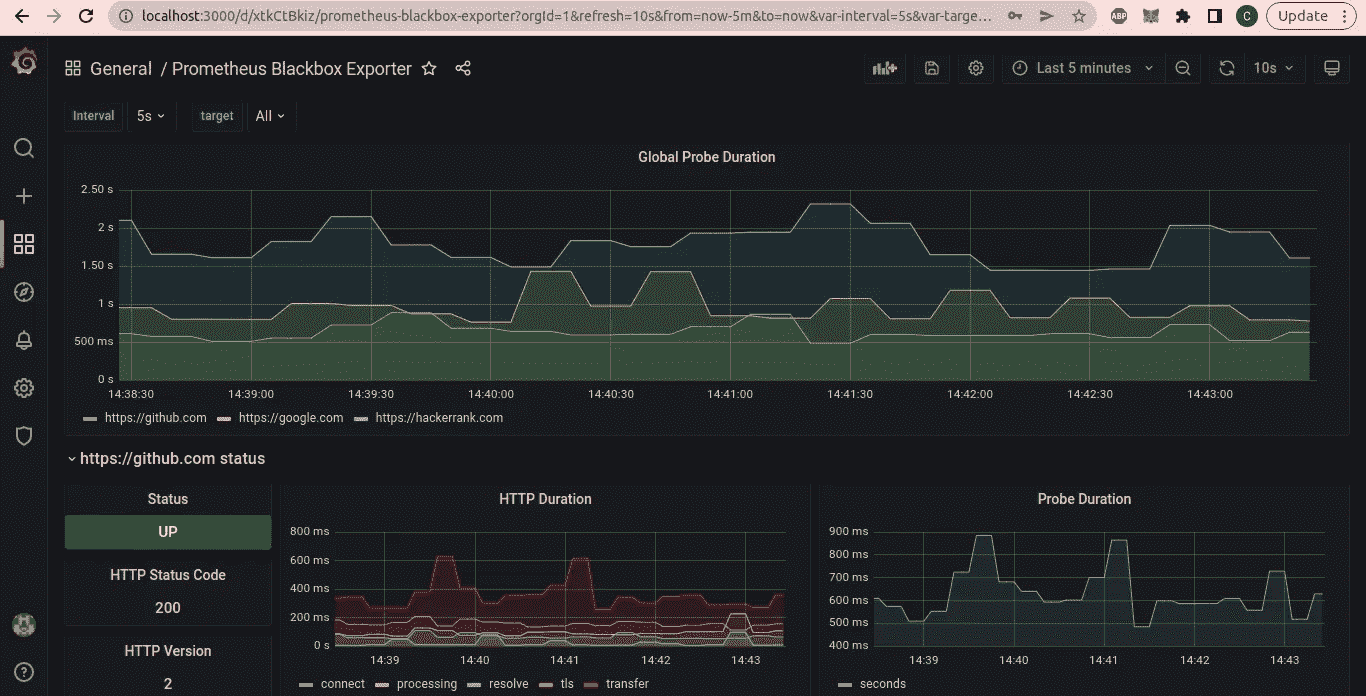 localhost:3000/d/xtkCtBkiz/prometheus-blackbox-exporter?orgId=1&refresh=10s&from=now-5m&to=now&var-interval=5s&var-targe...
ABP
C
Update
General / Prometheus Blackbox Exporter
Last 5 minutes
10s
Interval 5s target All
Global Probe Duration
2.50 s
2 s
1.50 s
1 s
500 ms
0 s
14:38:30 14:39:00 14:39:30 14:40:00 14:40:30 14:41:00 14:41:30 14:42:00 14:42:30 14:43:00
https://github.com https://google.com https://hackerrank.com
https://github.com status
Status
UP
HTTP Status Code
200
HTTP Version
2
HTTP Duration
800 ms
600 ms
400 ms
200 ms
0 s
14:39 14:40 14:41 14:42 14:43
connect processing resolve tls transfer
Probe Duration
900 ms
800 ms
700 ms
600 ms
500 ms
400 ms
14:39 14:40 14:41 14:42 14:43
seconds